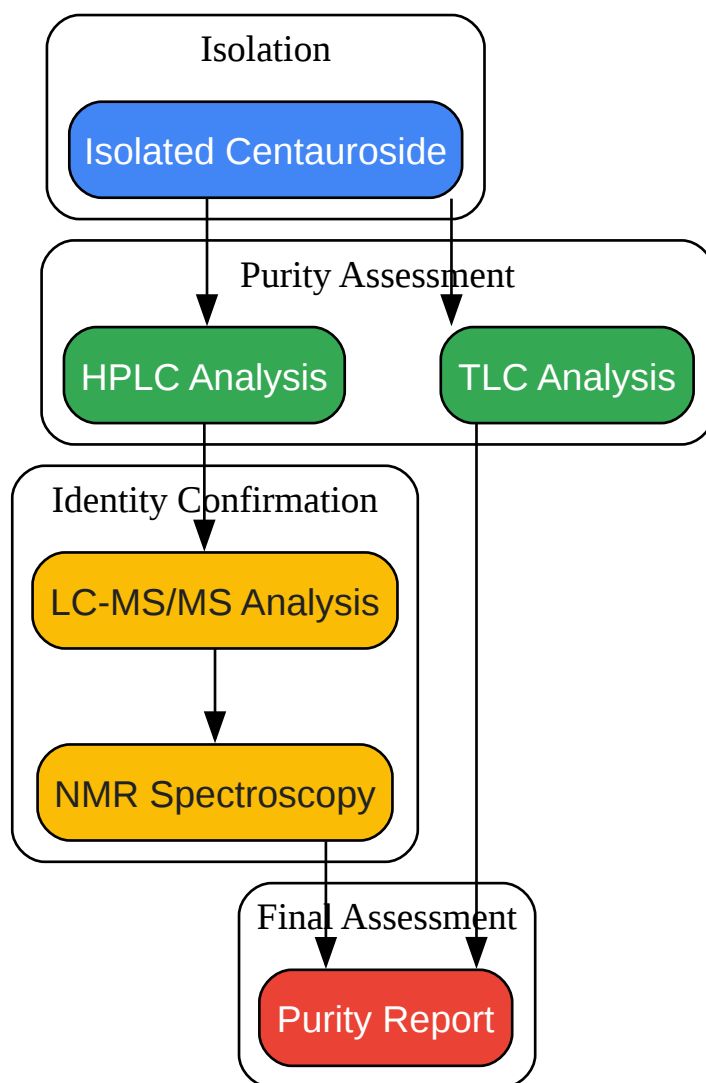 Isolation
Isolated Centauroside
Purity Assessment
HPLC Analysis
TLC Analysis
Identity Confirmation
LC-MS/MS Analysis
NMR Spectroscopy
Final Assessment
Purity Report